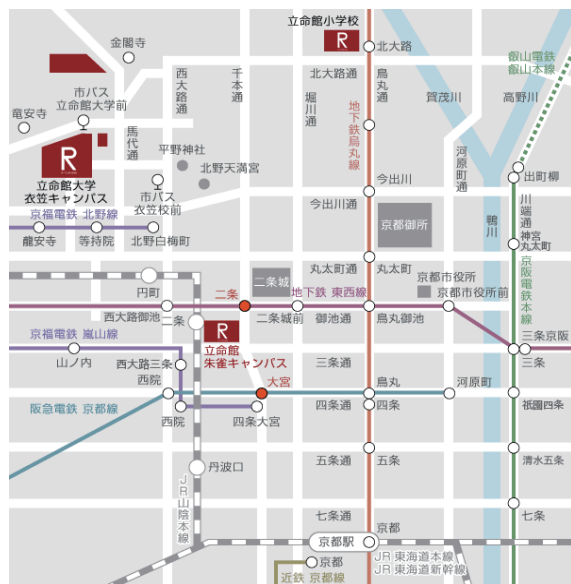 立命館小学校
R
北大路
金閣寺
市バス
立命館大学前
竜安寺
馬代通
西大路通
千本通
北大路通
烏丸通
堀川通
地下鉄烏丸線
賀茂川
高野川
叡山電鉄
叡山本線
R
立命館大学
衣笠キャンパス
平野神社
北野天満宮
市バス
衣笠校前
河原町通
出町柳
今出川
今出川通
京都御所
鴨川
川端通
神宮
丸太町
京福電鉄 北野線
龍安寺
等持院
北野白梅町
丸太町通
丸太町
京都市役所
京都市役所前
京阪電鉄本線
円町
二条
二条城
地下鉄 東西線
西大路御池
二条
二条城前
御池通
烏丸御池
三条京阪
三条
京福電鉄 嵐山線
山ノ内
R
立命館
朱雀キャンパス
西大路三条
三条通
西院
大宮
烏丸
河原町
阪急電鉄 京都線
西院
四条大宮
四条通
四条
祇園四条
五条通
五条
清水五条
丹波口
JR山陰本線
七条通
七条
京都
京都駅
JR東海道本線
JR東海道新幹線
京都
近鉄 京都線